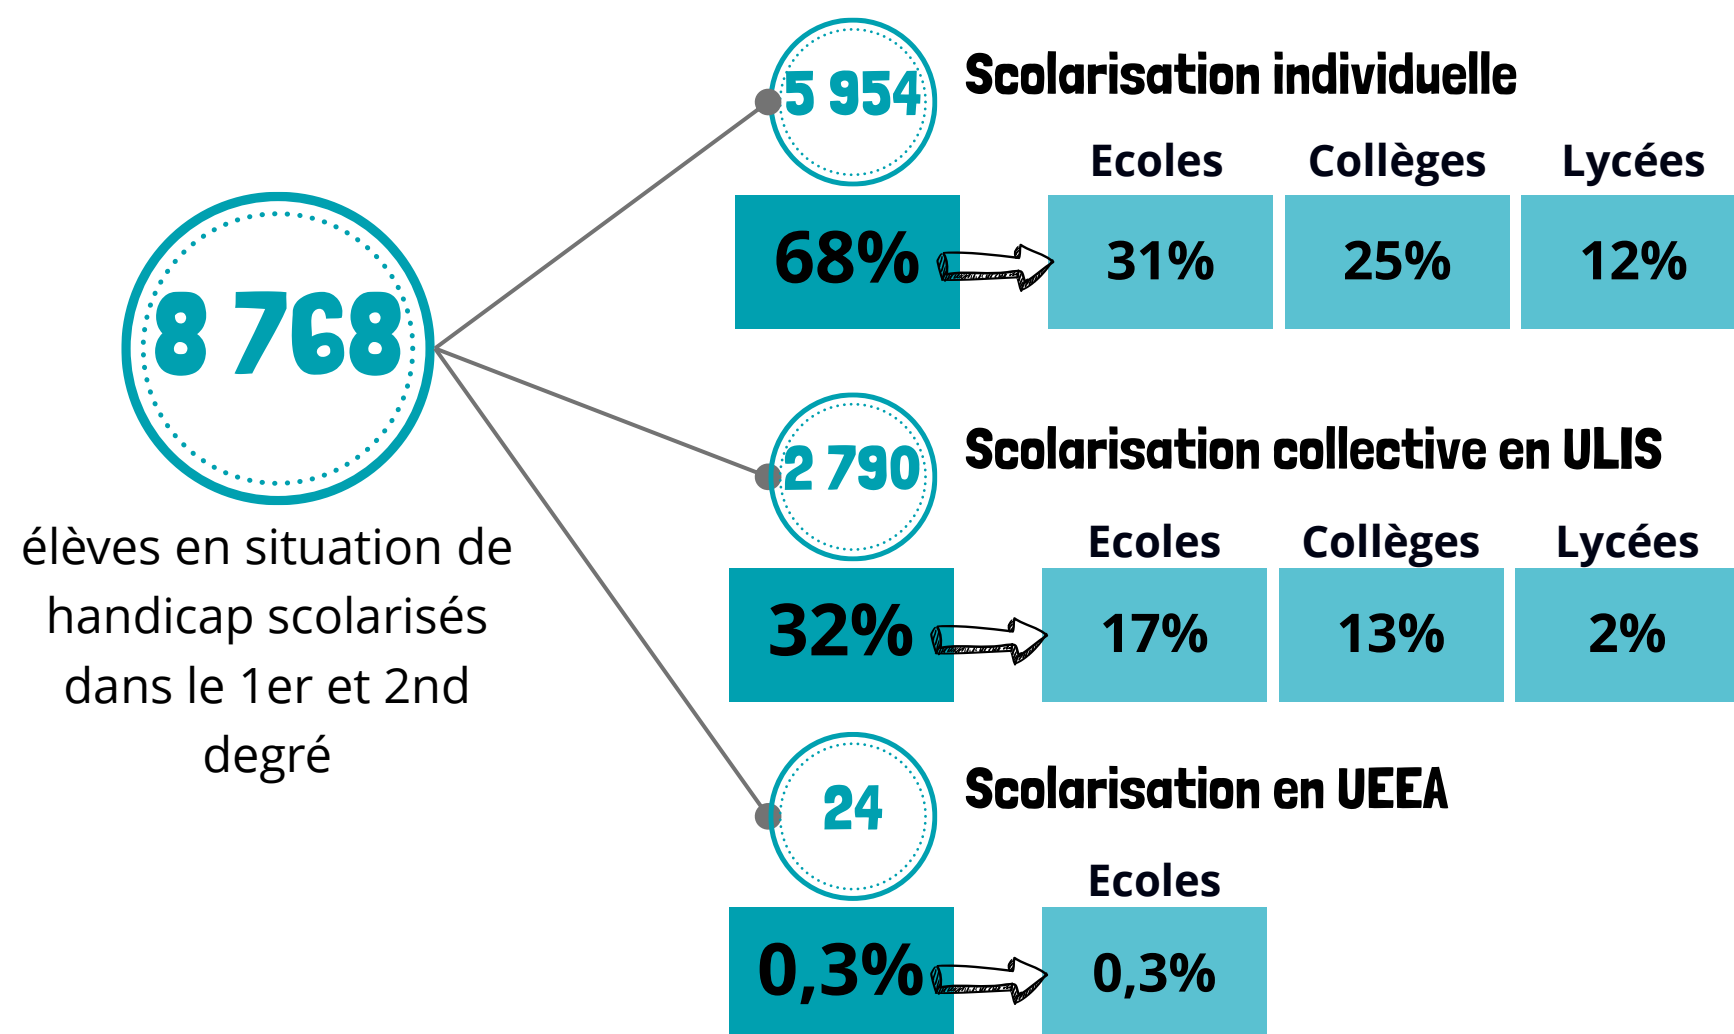 8 768
élèves en situation de
handicap scolarisés
dans le 1er et 2nd
degré
5 954
Scolarisation individuelle
Ecoles Collèges Lycées
68% 31% 25% 12%
2 790
Scolarisation collective en ULIS
Ecoles Collèges Lycées
32% 17% 13% 2%
24
Scolarisation en UEEA
Ecoles
0,3% 0,3%